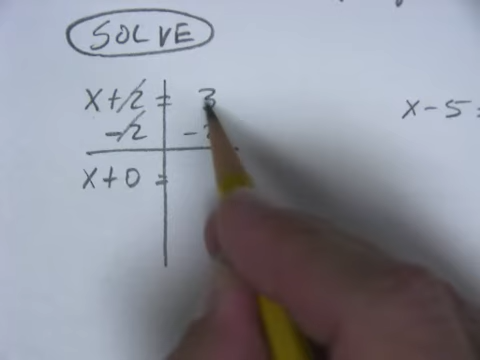 SOLVE
x + 2 = 3
- 2 -
x + 0 =
x - 5 =